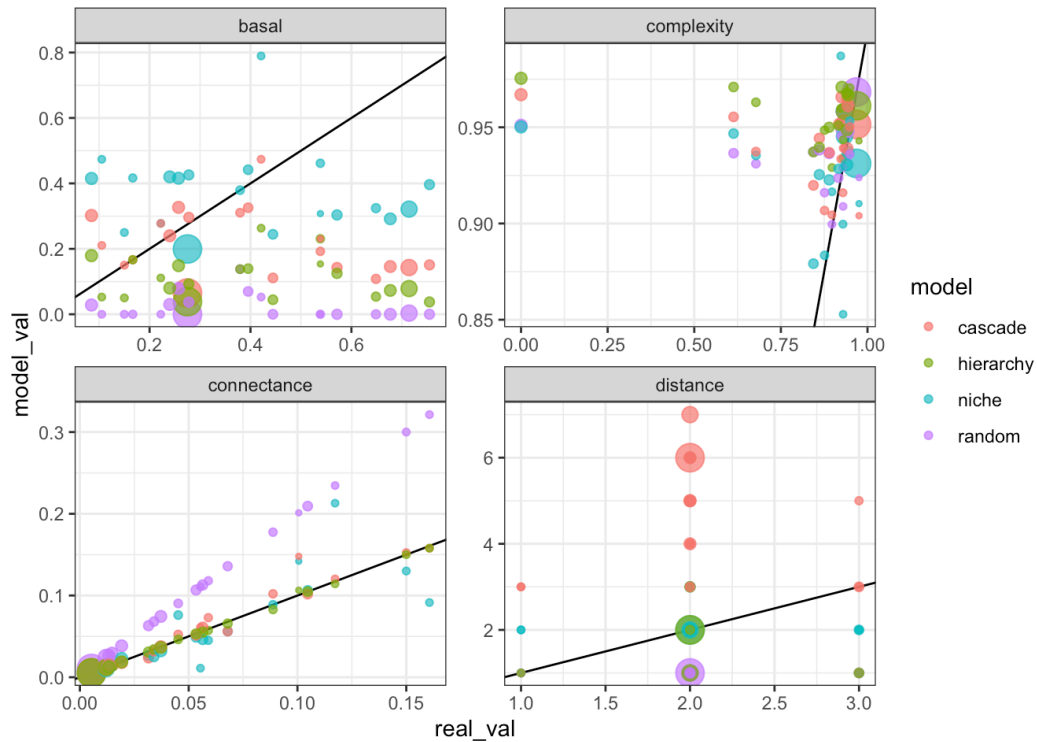 basal
complexity
0.8
0.6
0.4
0.2
0.0
0.95
0.90
0.85
0.2 0.4 0.6
0.00 0.25 0.50 0.75 1.00
connectance
distance
0.3
0.2
0.1
0.0
6
4
2
0.00 0.05 0.10 0.15
1.0 1.5 2.0 2.5 3.0
model_val
real_val
model
cascade
hierarchy
niche
random